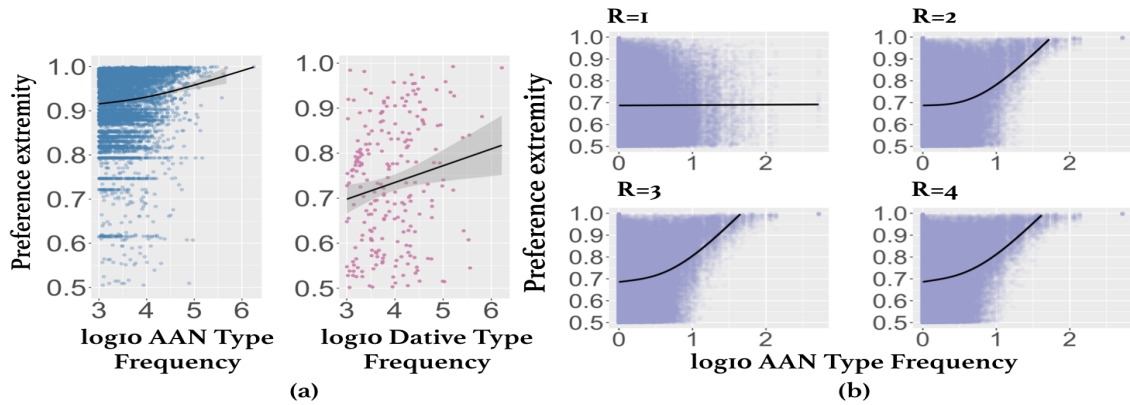 Preference extremity
1.0
0.9
0.8
0.7
0.6
0.5
3 4 5 6
log10 AAN Type
Frequency
1.0
0.9
0.8
0.7
0.6
0.5
3 4 5 6
log10 Dative Type
Frequency
(a)
Preference extremity
R=1
1.0
0.9
0.8
0.7
0.6
0.5
0 1 2
R=2
1.0
0.9
0.8
0.7
0.6
0.5
0 1 2
R=3
1.0
0.9
0.8
0.7
0.6
0.5
0 1 2
R=4
1.0
0.9
0.8
0.7
0.6
0.5
0 1 2
log10 AAN Type Frequency
(b)